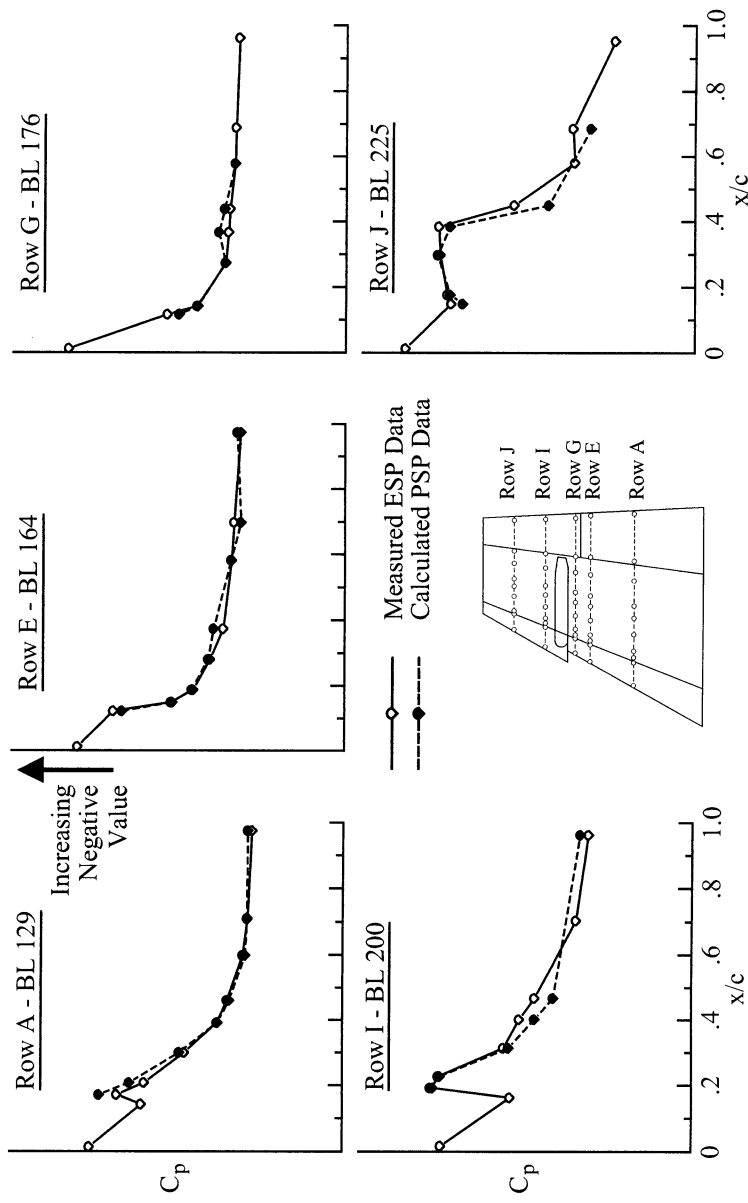 Row A - BL 129
Increasing
Negative
Value
Cp
Row E - BL 164
Row G - BL 176
Row I - BL 200
Cp
0
.2
.4
.6
.8
1.0
x/c
Measured ESP Data
Calculated PSP Data
Row J
Row I
Row G
Row E
Row A
Row J - BL 225
0
.2
.4
.6
.8
1.0
x/c